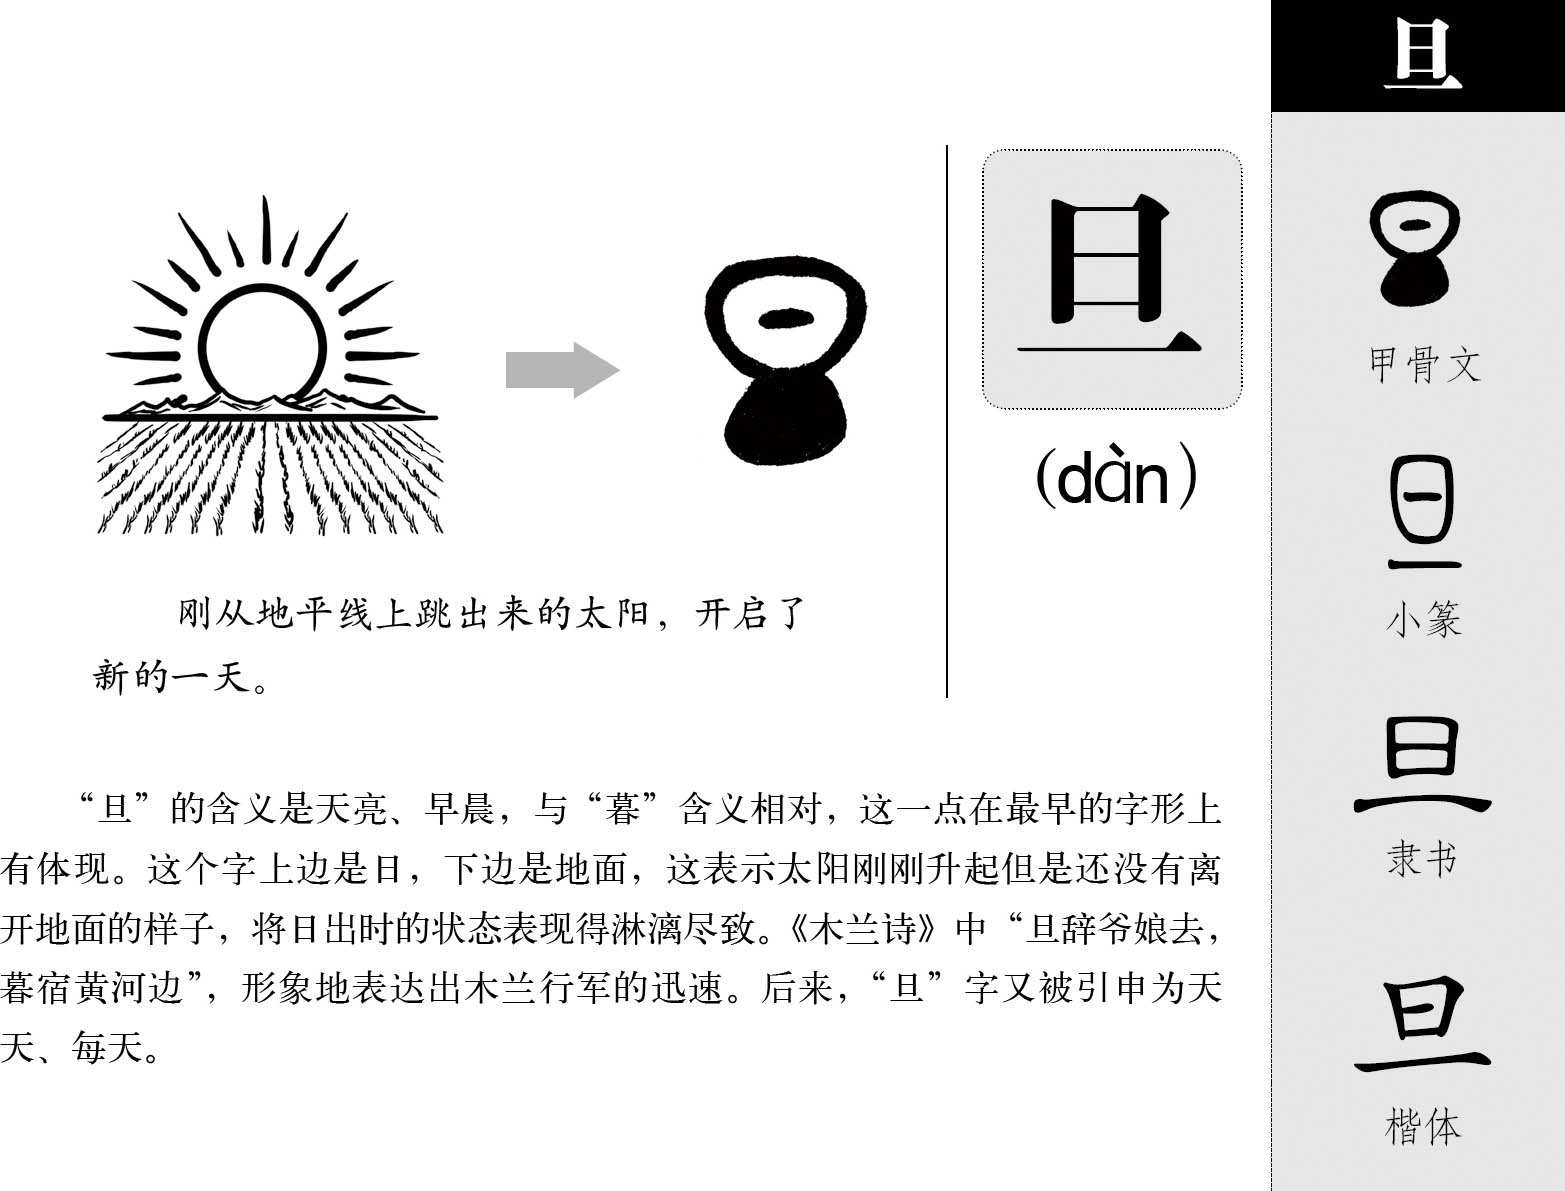 旦
旦
(dàn)
刚从地平线上跳出来的太阳，开启了
新的一天。
“旦”的含义是天亮、早晨，与“暮”含义相对，这一点在最早的字形上
有体现。这个字上边是日，下边是地面，这表示太阳刚刚升起但是还没有离
开地面的样子，将日出时的状态表现得淋漓尽致。《木兰诗》中“旦辞爷娘去，
暮宿黄河边”，形象地表达出木兰行军的迅速。后来，“旦”字又被引申为天
天、每天。
甲骨文
旦
小篆
旦
隶书
旦
楷体